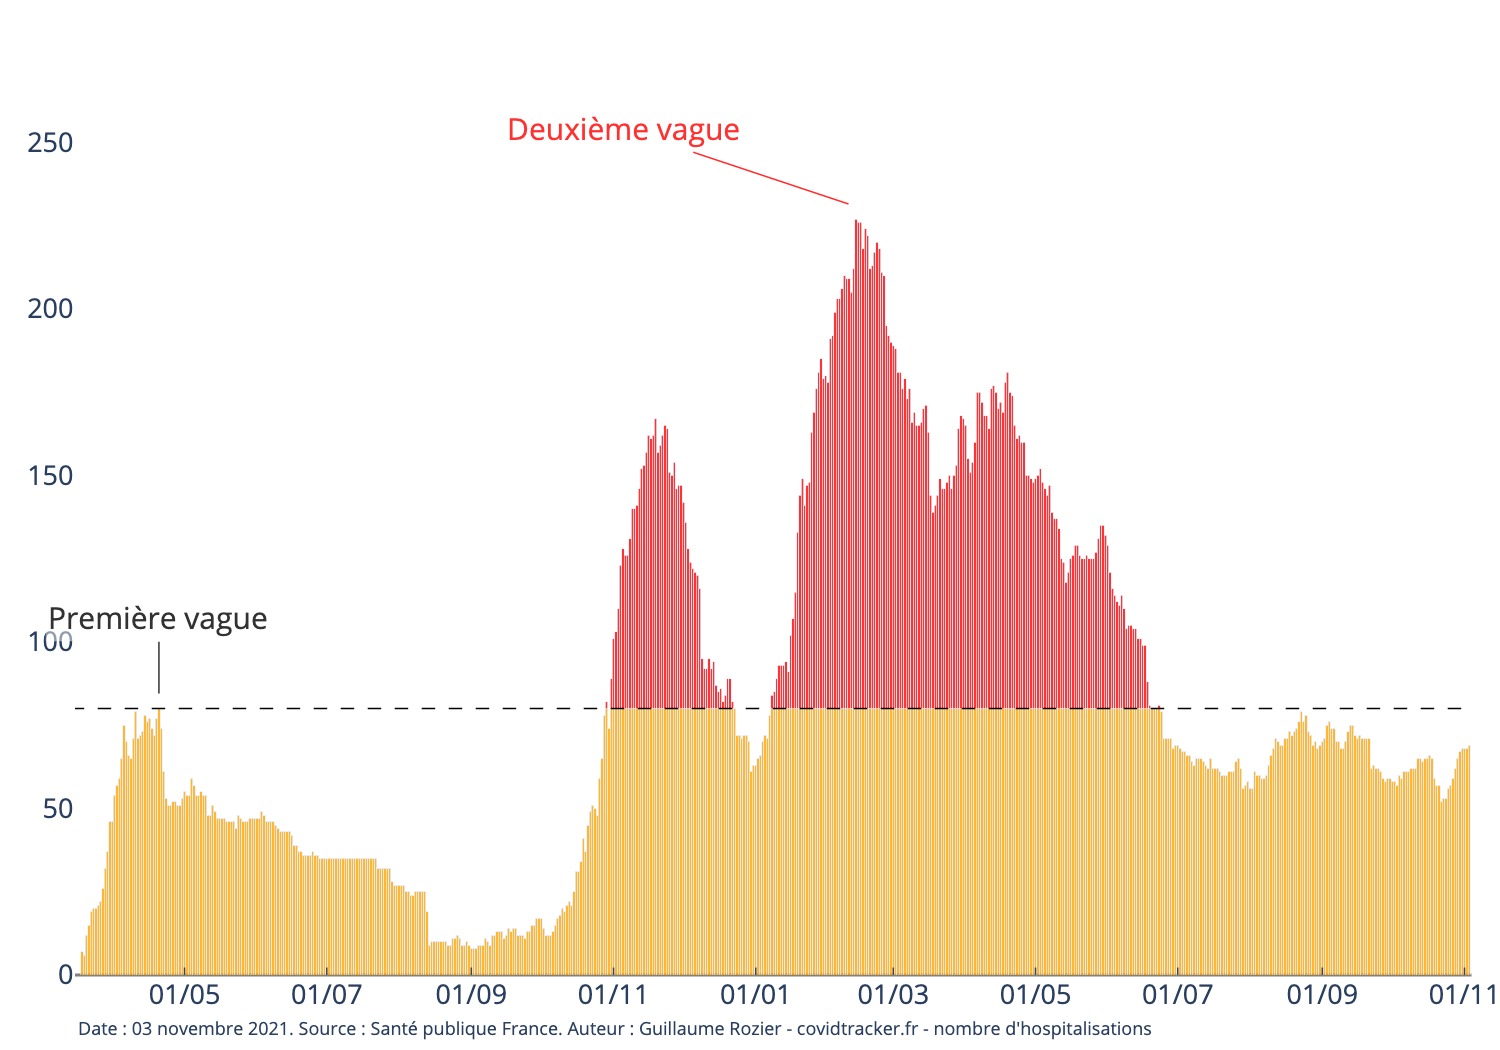 Deuxième vague
250
200
150
Première vague
100
50
0
01/05 01/07 01/09 01/11 01/01 01/03 01/05 01/07 01/09 01/11
Date : 03 novembre 2021. Source : Santé publique France. Auteur : Guillaume Rozier - covidtracker.fr - nombre d'hospitalisations